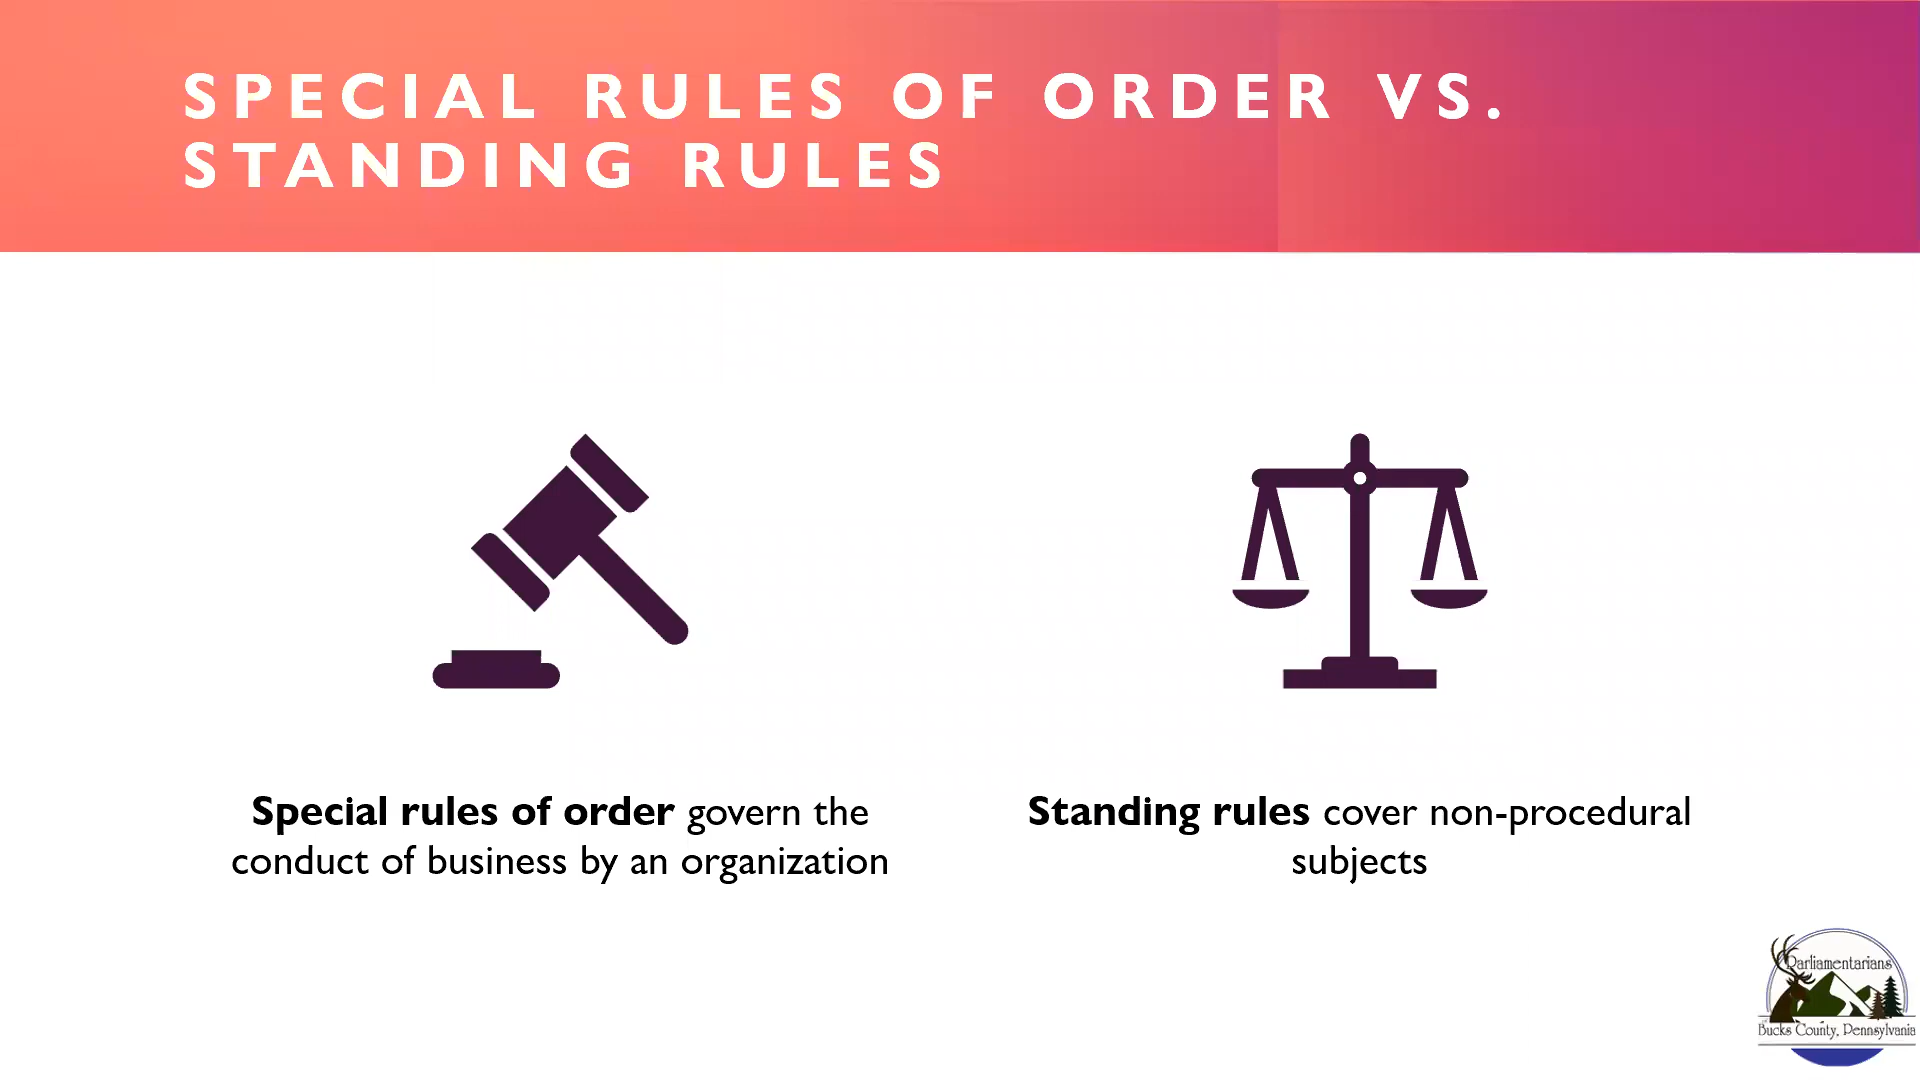 SPECIAL RULES OF ORDER VS.
STANDING RULES
Special rules of order govern the
conduct of business by an organization
Standing rules cover non-procedural
subjects
Parliamentarians
Bucks County, Pennsylvania